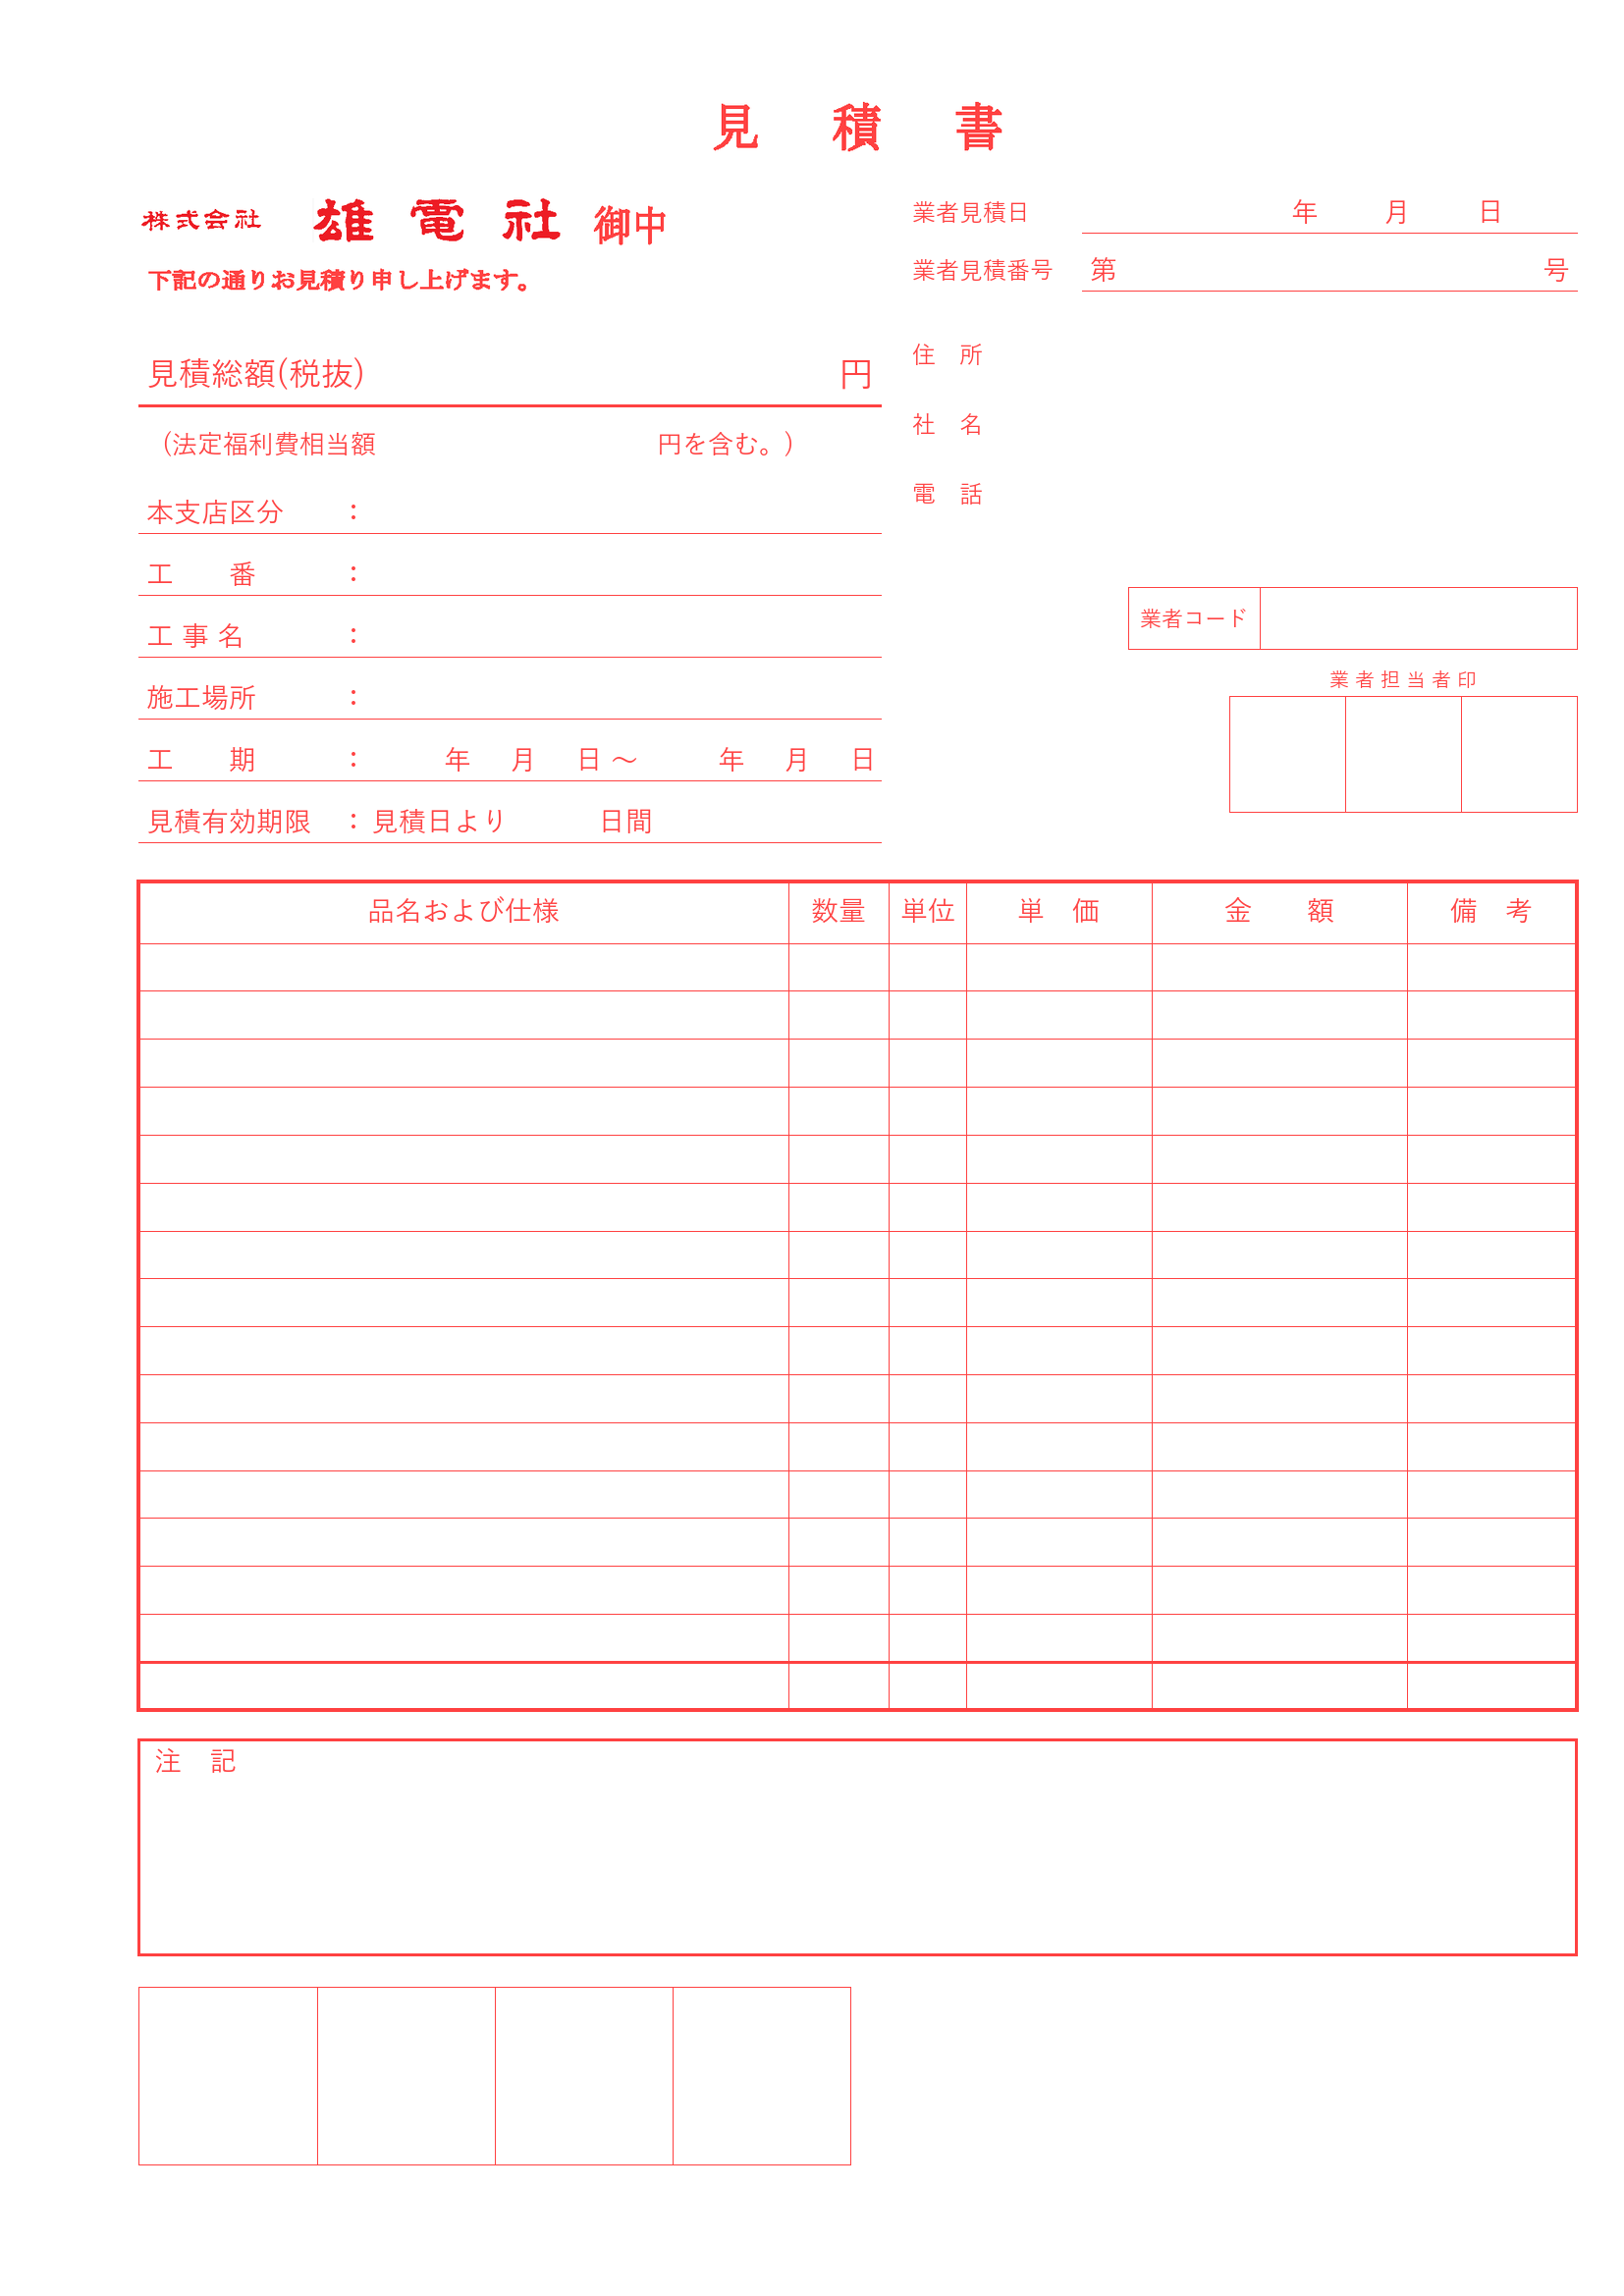 見　積　書
株式会社　雄電社 御中
下記の通りお見積り申し上げます。
見積総額(税抜)　円
（法定福利費相当額　円を含む。）
本支店区分　：
工　　番　：
工 事 名　：
施工場所　：
工　　期　：　年　月　日 ～　年　月　日
見積有効期限　：見積日より　日間
業者見積日　年　月　日
業者見積番号　第　号
住　所
社　名
電　話
業者コード
業者担当者印
品名および仕様　数量　単位　単　価　金　　額　備　考
注　記